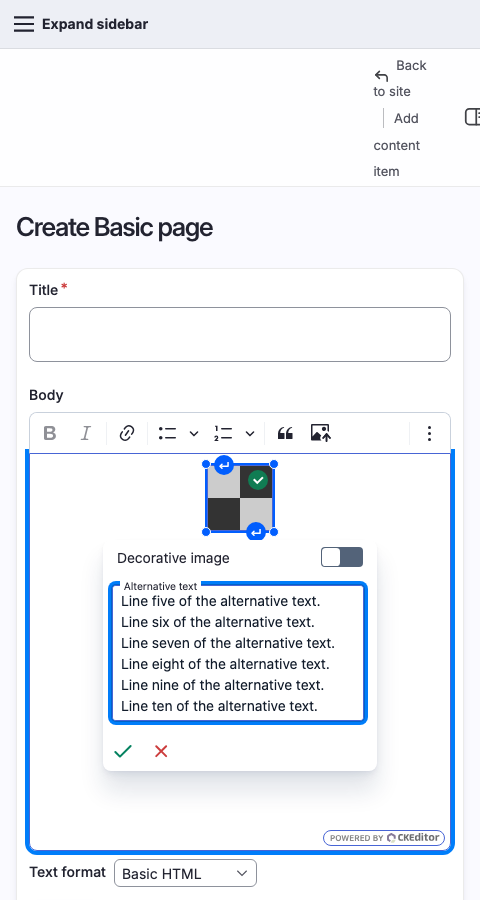 Expand sidebar
Back
to site
Add
content
item
Create Basic page
Title *
Body
B I
Decorative image
Alternative text
Line five of the alternative text.
Line six of the alternative text.
Line seven of the alternative text.
Line eight of the alternative text.
Line nine of the alternative text.
Line ten of the alternative text.
POWERED BY CKEditor
Text format Basic HTML